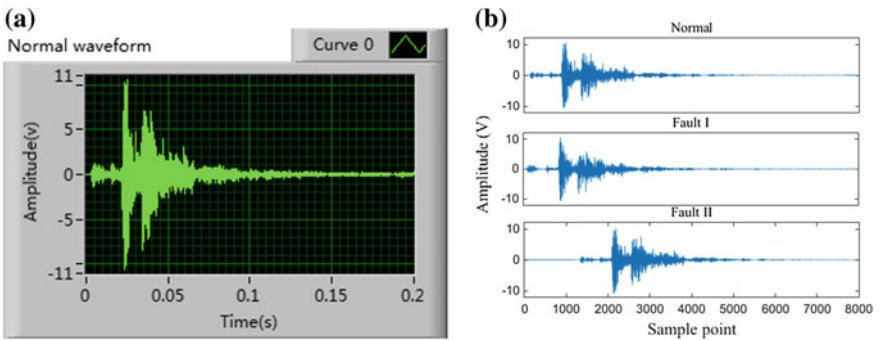 (a)
Normal waveform
Curve 0
Amplitude(v)
11
5
0
-5
-11
0 0.05 0.1 0.15 0.2
Time(s)
(b)
Amplitude (V)
Normal
10
0
-10
Fault I
10
0
-10
Fault II
10
0
-10
0 1000 2000 3000 4000 5000 6000 7000 8000
Sample point